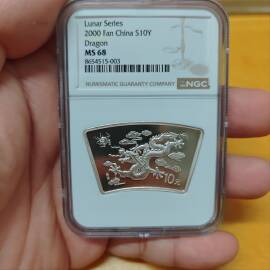 Lunar Series
2000 Fan China S10Y
Dragon
MS 68
8654515-003
NGC
NUMISMATIC GUARANTY COMPANY
10元